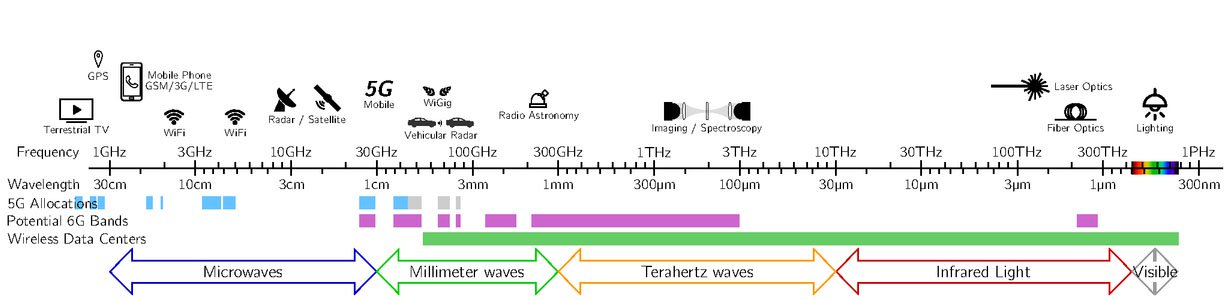 GPS
Mobile Phone
GSM/3G/LTE
Terrestrial TV
WiFi
WiFi
Radar / Satellite
5G
Mobile
WiGig
Vehicular Radar
Radio Astronomy
Imaging / Spectroscopy
Laser Optics
Fiber Optics
Lighting
Frequency 1GHz 3GHz 10GHz 30GHz 100GHz 300GHz 1THz 3THz 10THz 30THz 100THz 300THz 1PHz
Wavelength 30cm 10cm 3cm 1cm 3mm 1mm 300μm 100μm 30μm 10μm 3μm 1μm 300nm
5G Allocations
Potential 6G Bands
Wireless Data Centers
Microwaves Millimeter waves Terahertz waves Infrared Light Visible